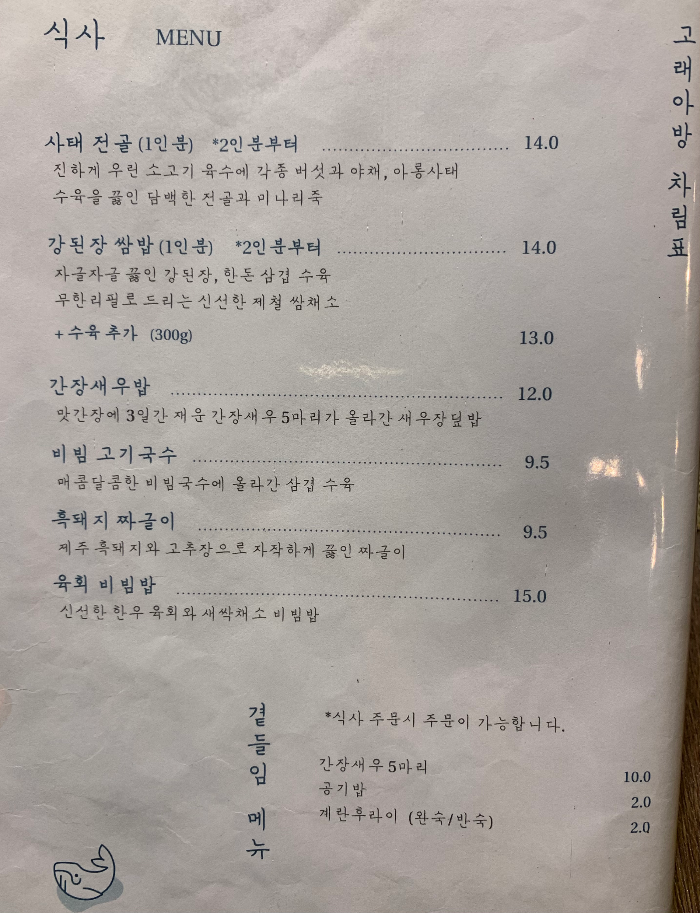 식사 MENU
고래아방 차림표
사태 전골 (1인분) *2인분부터 ........................................ 14.0
진하게 우린 소고기 육수에 각종 버섯과 야채, 아롱사태
수육을 끓인 담백한 전골과 미나리죽
강된장 쌈밥 (1인분) *2인분부터 ........................................ 14.0
자글자글 끓인 강된장, 한돈 삼겹 수육
무한리필로 드리는 신선한 제철 쌈채소
+ 수육 추가 (300g) 13.0
간장새우밥 ........................................ 12.0
맛간장에 3일간 재운 간장새우 5마리가 올라간 새우장덮밥
비빔 고기국수 ........................................ 9.5
매콤달콤한 비빔국수에 올라간 삼겹 수육
흑돼지 짜글이 ........................................ 9.5
제주 흑돼지와 고추장으로 자작하게 끓인 짜글이
육회 비빔밥 ........................................ 15.0
신선한 한우 육회와 새싹채소 비빔밥
곁들임 메뉴
*식사 주문시 주문이 가능합니다.
간장새우 5마리 10.0
공기밥 2.0
계란후라이 (완숙/반숙) 2.0